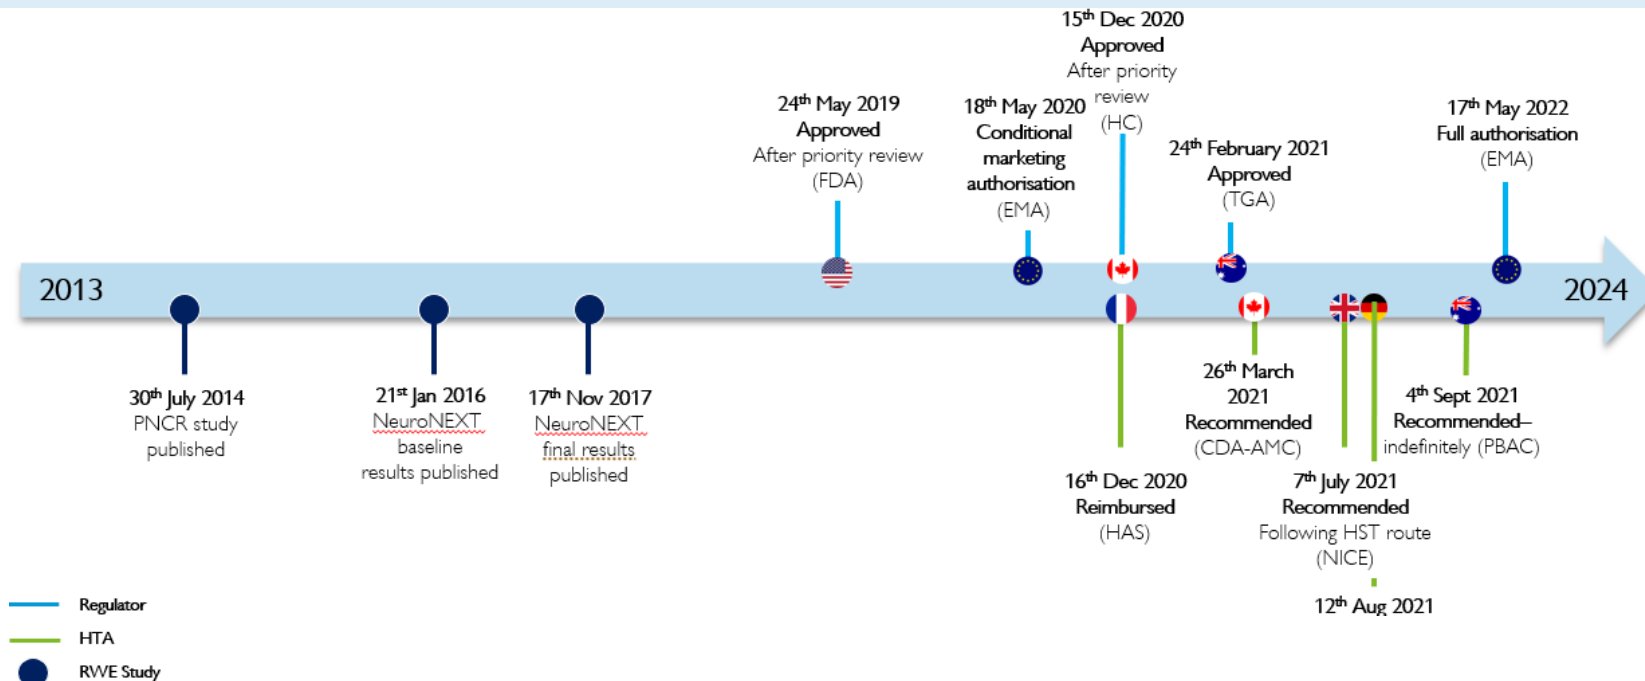 15th Dec 2020
Approved
After priority
review
(HC)
24th May 2019
Approved
After priority review
(FDA)
18th May 2020
Conditional
marketing
authorisation
(EMA)
24th February 2021
Approved
(TGA)
17th May 2022
Full authorisation
(EMA)
2013
2024
30th July 2014
PNCR study
published
21st Jan 2016
NeuroNEXT
baseline
results published
17th Nov 2017
NeuroNEXT
final results
published
16th Dec 2020
Reimbursed
(HAS)
26th March
2021
Recommended
(CDA-AMC)
7th July 2021
Recommended
Following HST route
(NICE)
12th Aug 2021
4th Sept 2021
Recommended–
indefinitely (PBAC)
Regulator
HTA
RWE Study